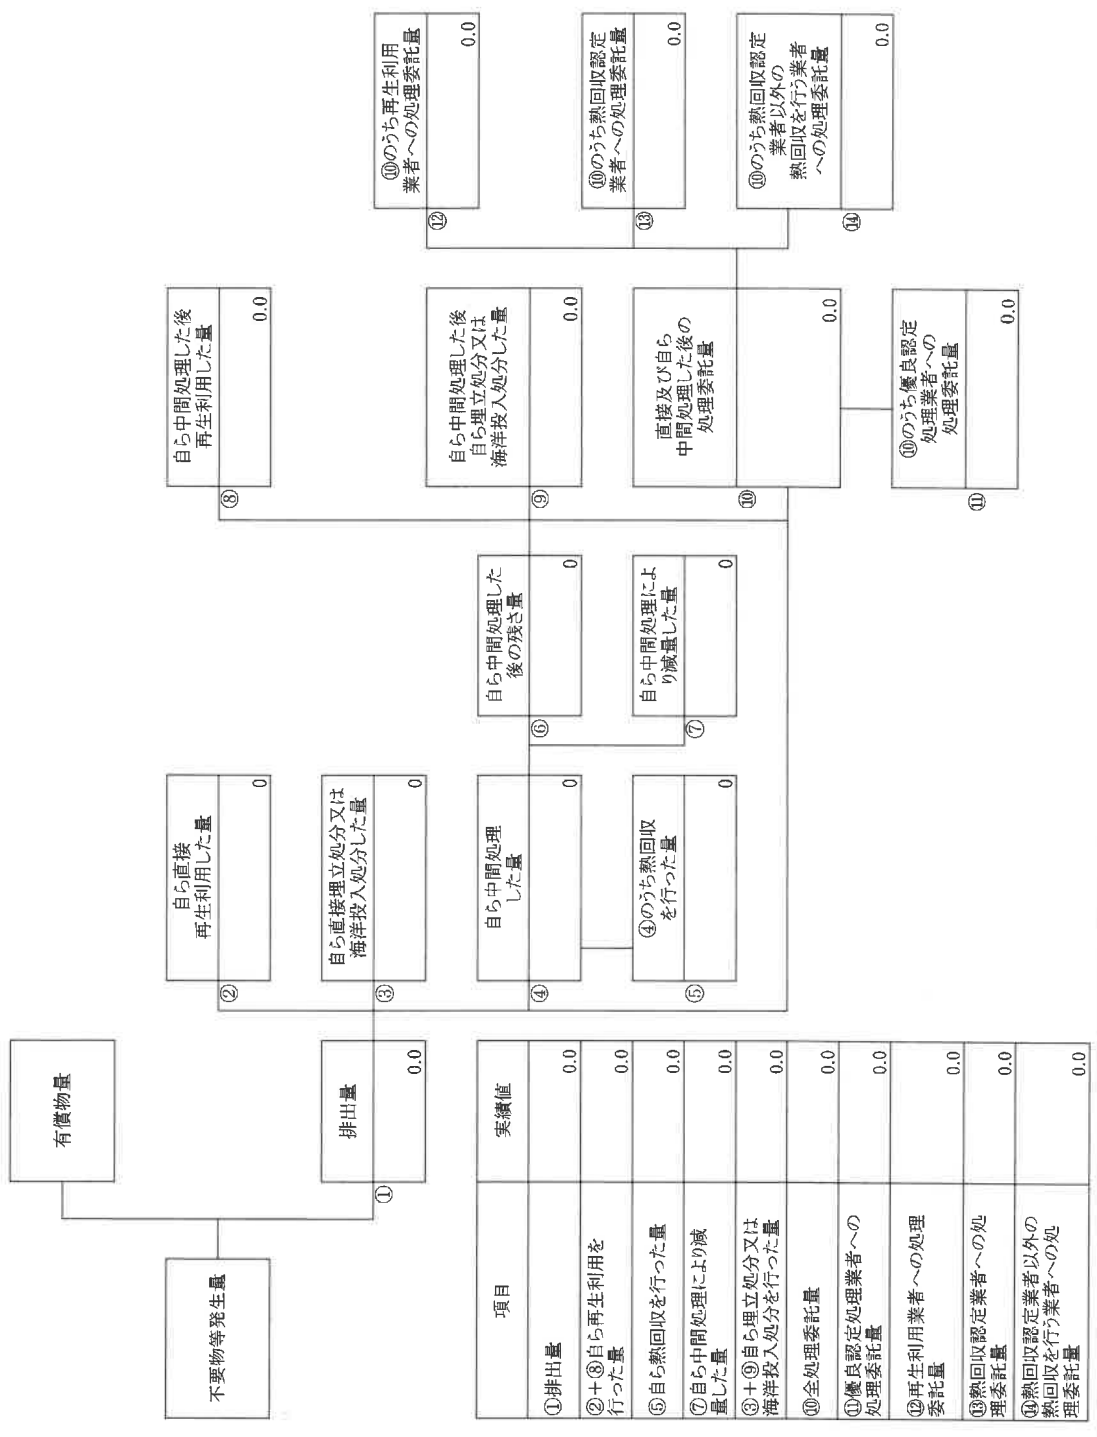 不要物等発生量
有償物量
①
排出量
0.0
②
自ら直接
再生利用した量
0
③
自ら直接埋立処分又は
海洋投入処分した量
0
④
自ら中間処理
した量
0
⑤
④のうち熱回収
を行った量
0
⑥
自ら中間処理した
後の残さ量
0
⑦
自ら中間処理によ
り減量した量
0
⑧
自ら中間処理した後
再生利用した量
0.0
⑨
自ら中間処理した後
自ら埋立処分又は
海洋投入処分した量
0.0
⑩
直接及び自ら
中間処理した後の
処理委託量
0.0
⑪
⑩のうち優良認定
処理業者への
処理委託量
0.0
⑫
⑩のうち再生利用
業者への処理委託量
0.0
⑬
⑩のうち熱回収認定
業者への処理委託量
0.0
⑭
⑩のうち熱回収認定
業者以外の
熱回収を行う業者
への処理委託量
0.0
項目
実績値
①排出量
0.0
②+⑧自ら再生利用を
行った量
0.0
⑤自ら熱回収を行った量
0.0
⑦自ら中間処理により減
量した量
0.0
③+⑨自ら埋立処分又は
海洋投入処分を行った量
0.0
⑩全処理委託量
0.0
⑪優良認定処理業者への
処理委託量
0.0
⑫再生利用業者への処理
委託量
0.0
⑬熱回収認定業者への処
理委託量
0.0
⑭熱回収認定業者以外の
熱回収を行う業者への処
理委託量
0.0